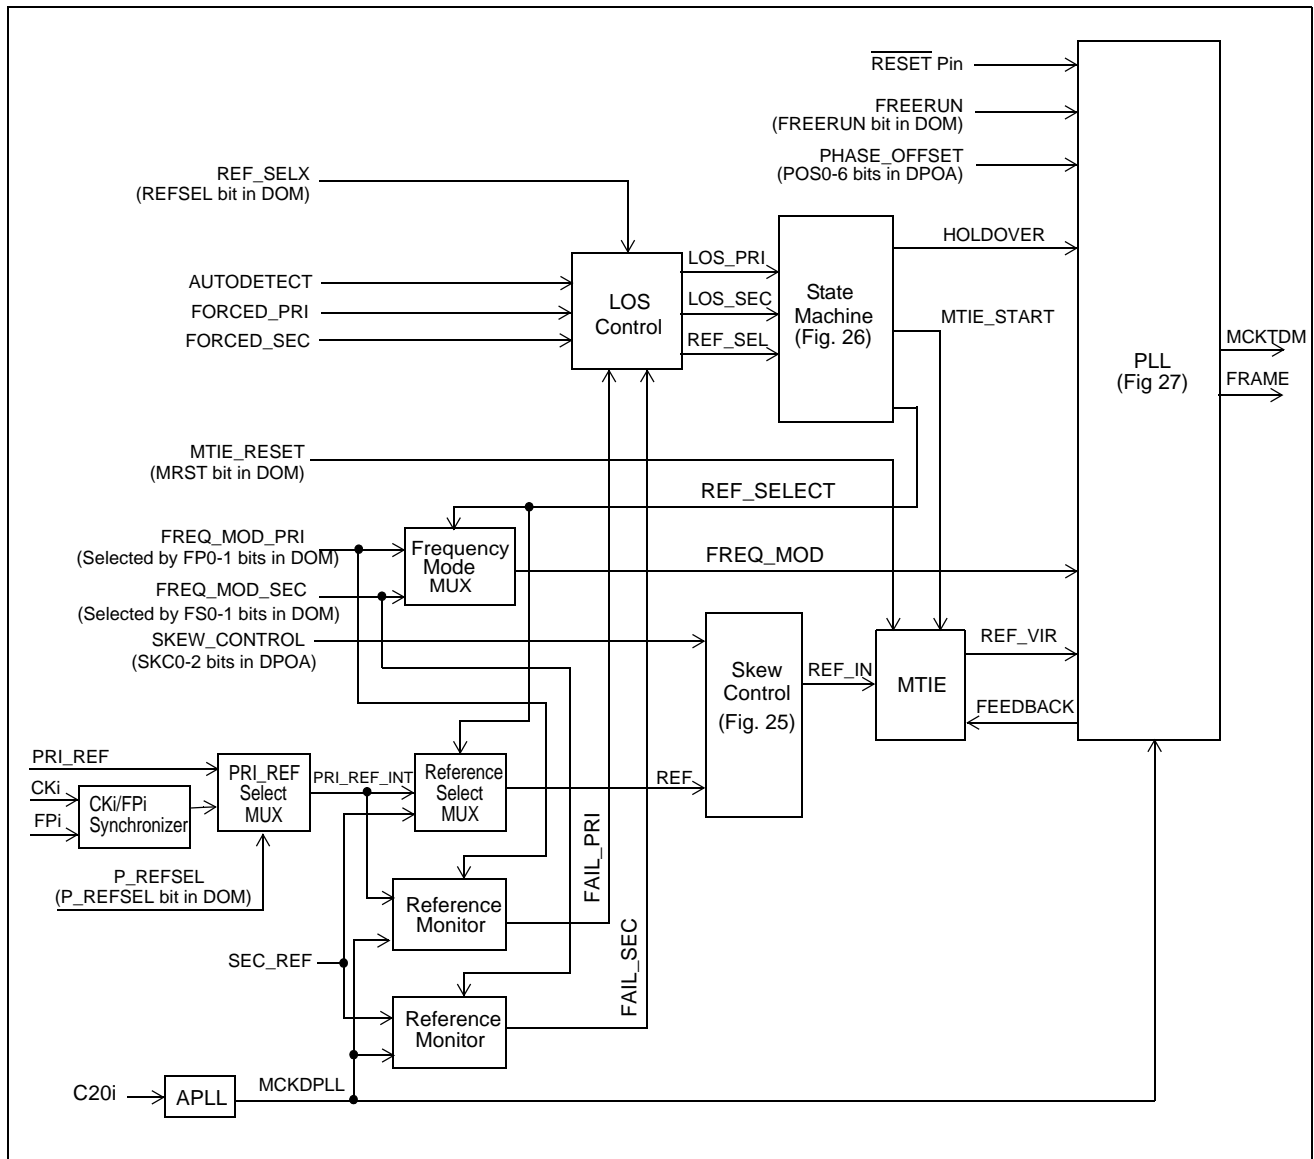 RESET Pin
FREERUN
(FREERUN bit in DOM)
PHASE_OFFSET
(POS0-6 bits in DPOA)
REF_SELX
(REFSEL bit in DOM)
AUTODETECT
FORCED_PRI
FORCED_SEC
LOS
Control
LOS_PRI
LOS_SEC
REF_SEL
State
Machine
(Fig. 26)
HOLDOVER
MTIE_START
PLL
(Fig 27)
MCKTDM
FRAME
MTIE_RESET
(MRST bit in DOM)
REF_SELECT
FREQ_MOD_PRI
(Selected by FP0-1 bits in DOM)
FREQ_MOD_SEC
(Selected by FS0-1 bits in DOM)
Frequency
Mode
MUX
FREQ_MOD
SKEW_CONTROL
(SKC0-2 bits in DPOA)
Skew
Control
(Fig. 25)
REF_IN
MTIE
REF_VIR
FEEDBACK
PRI_REF
CKi
FPi
CKi/FPi
Synchronizer
PRI_REF
Select
MUX
PRI_REF_INT
Reference
Select
MUX
REF
P_REFSEL
(P_REFSEL bit in DOM)
Reference
Monitor
FAIL_PRI
SEC_REF
Reference
Monitor
FAIL_SEC
C20i
APLL
MCKDPLL